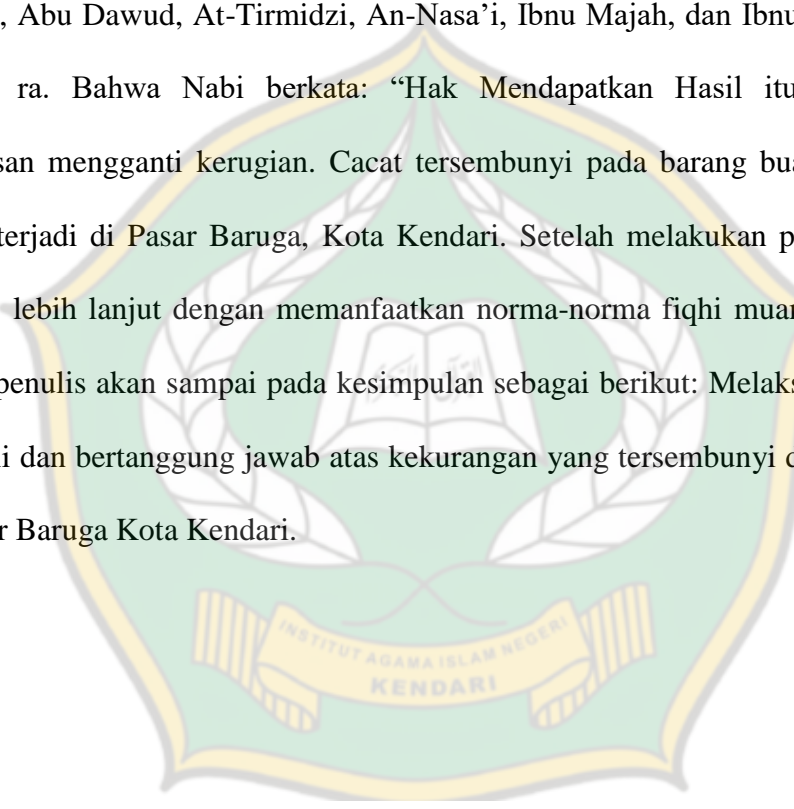 , Abu Dawud, At-Tirmidzi, An-Nasa’i, Ibnu Majah, dan Ibnu
ra. Bahwa Nabi berkata: “Hak Mendapatkan Hasil itu
san mengganti kerugian. Cacat tersembunyi pada barang bua
terjadi di Pasar Baruga, Kota Kendari. Setelah melakukan p
lebih lanjut dengan memanfaatkan norma-norma fiqhi muar
penulis akan sampai pada kesimpulan sebagai berikut: Melaks
i dan bertanggung jawab atas kekurangan yang tersembunyi d
r Baruga Kota Kendari.
INSTITUT AGAMA ISLAM NEGERI
KENDARI